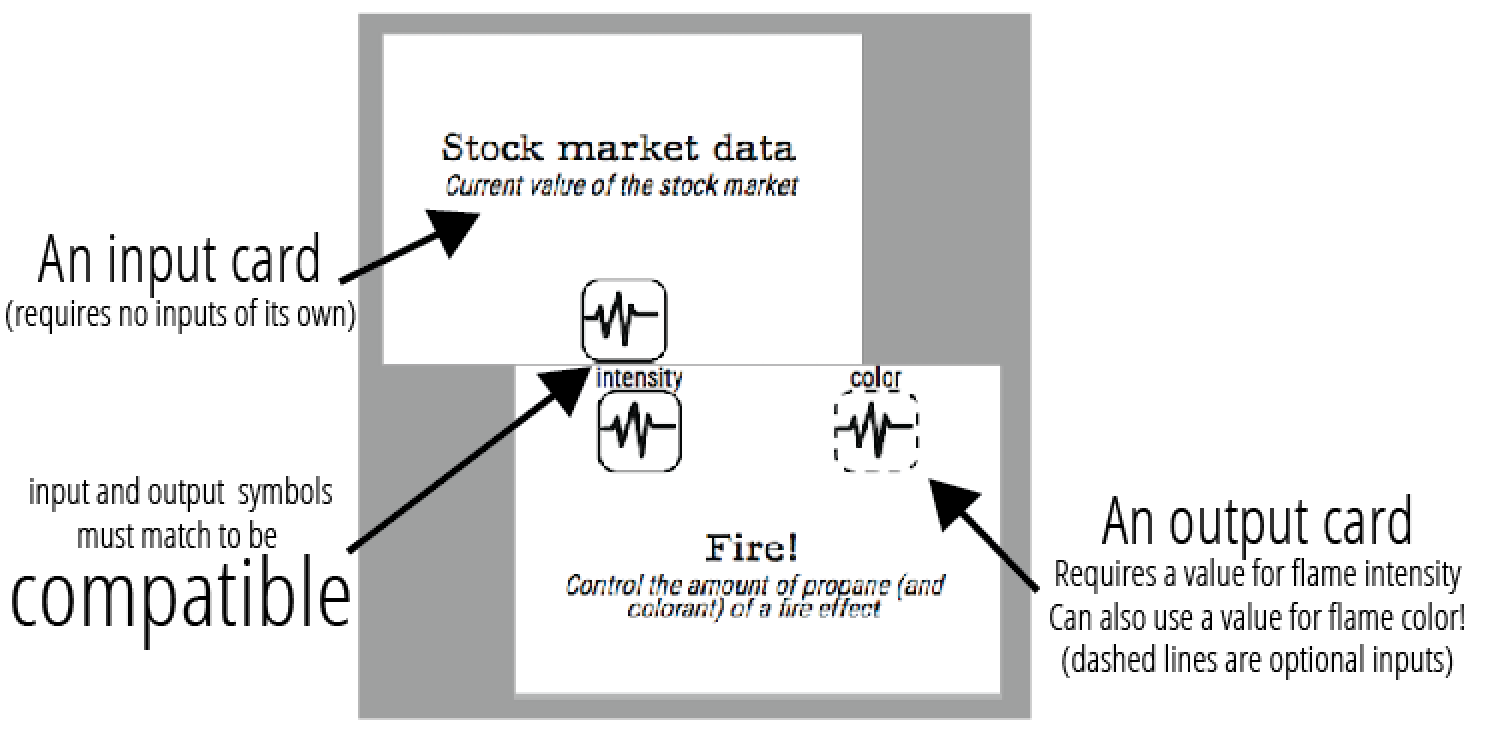 Stock market data
Current value of the stock market
An input card
(requires no inputs of its own)
intensity
color
input and output symbols
must match to be
compatible
Fire!
Control the amount of propane (and
colorant) of a fire effect
An output card
Requires a value for flame intensity
Can also use a value for flame color!
(dashed lines are optional inputs)